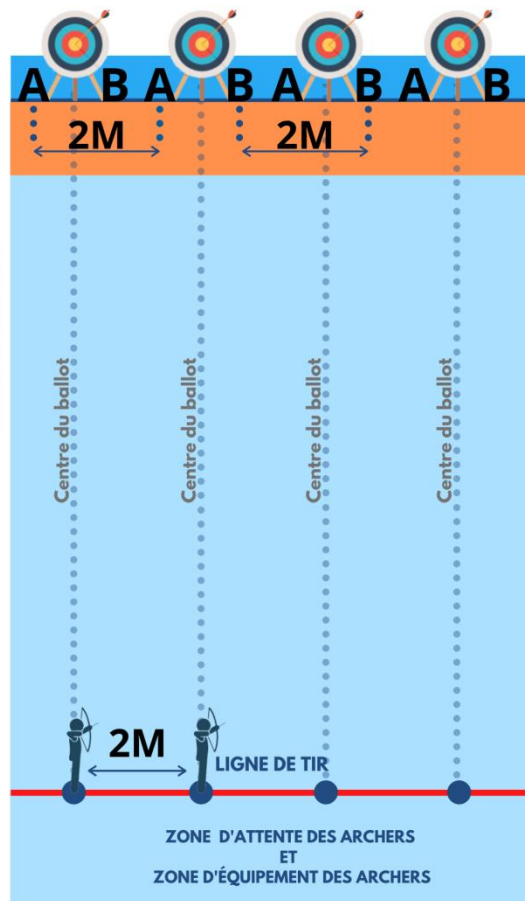 A B A B A B A B
2M 2M
Centre du ballot
Centre du ballot
Centre du ballot
Centre du ballot
2M
LIGNE DE TIR
ZONE D'ATTENTE DES ARCHERS
ET
ZONE D'ÉQUIPEMENT DES ARCHERS